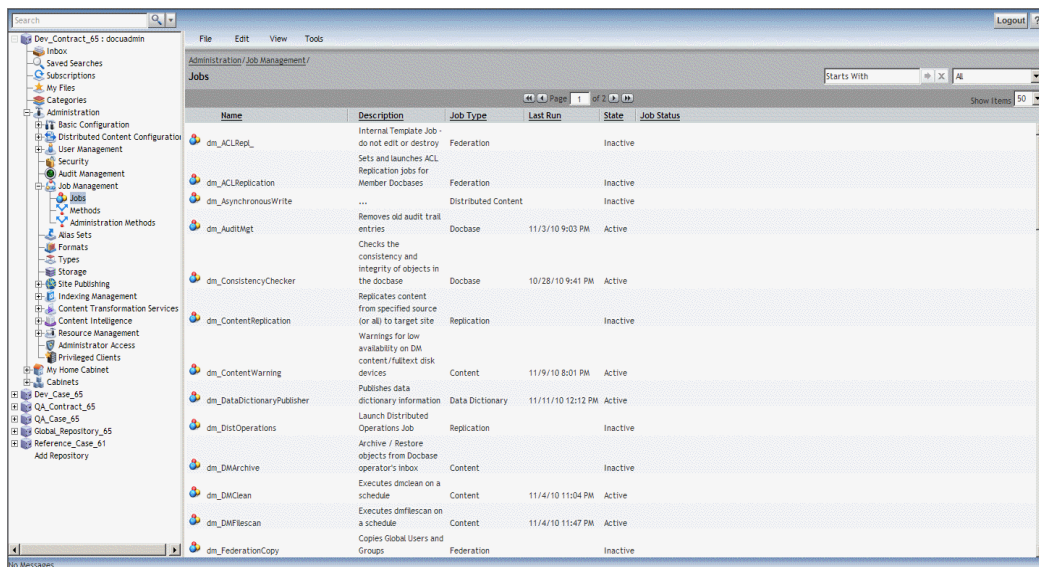 Search
Logout
?
Dev_Contract_65 : docuadmin
Inbox
Saved Searches
Subscriptions
My Files
Categories
Administration
Basic Configuration
Distributed Content Configuration
User Management
Security
Audit Management
Job Management
Jobs
Methods
Administration Methods
Alias Sets
Formats
Types
Storage
Site Publishing
Indexing Management
Content Transformation Services
Content Intelligence
Resource Management
Administrator Access
Privileged Clients
My Home Cabinet
Cabinets
Dev_Case_65
QA_Contract_65
QA_Case_65
Global_Repository_65
Reference_Case_61
Add Repository
No Messages
File Edit View Tools
Administration/Job Management/
Jobs
Starts With
All
Page 1 of 2
Show Items 50
Name Description Job Type Last Run State Job Status
Internal Template Job -
dm_ACLRepl_ do not edit or destroy Federation Inactive
Sets and launches ACL
Replication jobs for
dm_ACLReplication Member Docbases Federation Inactive
dm_AsynchronousWrite ... Distributed Content Inactive
Removes old audit trail
dm_AuditMgt entries Docbase 11/3/10 9:03 PM Active
Checks the
consistency and
integrity of objects in
dm_ConsistencyChecker the docbase Docbase 10/28/10 9:41 PM Active
Replicates content
from specified source
dm_ContentReplication (or all) to target site Replication Inactive
Warnings for low
availability on DM
content/fulltext disk
dm_ContentWarning devices Content 11/9/10 8:01 PM Active
Publishes data
dm_DataDictionaryPublisher dictionary information Data Dictionary 11/11/10 12:12 PM Active
Launch Distributed
dm_DistOperations Operations Job Replication Inactive
Archive / Restore
objects from Docbase
dm_DMArchive operator's inbox Content Inactive
Executes dmclean on a
dm_DMClean schedule Content 11/4/10 11:04 PM Active
Executes dmfilescan on
dm_DMFilescan a schedule Content 11/4/10 11:47 PM Active
Copies Global Users and
dm_FederationCopy Groups Federation Inactive